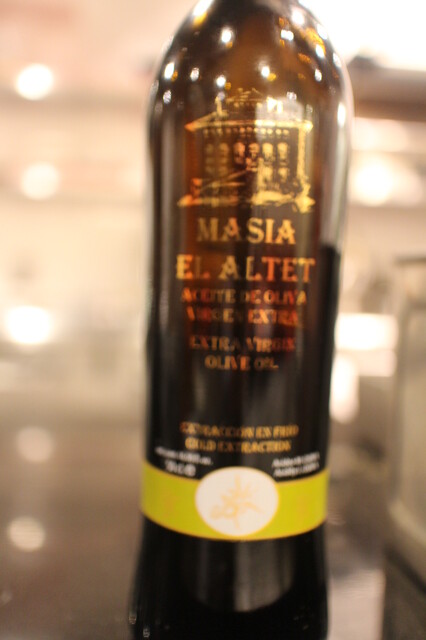 MASIA
EL ALTET
ACEITE DE OLIVA
VIRGEN EXTRA
EXTRA VIRGIN
OLIVE OIL
EXTRACCION EN FRIO
COLD EXTRACTION